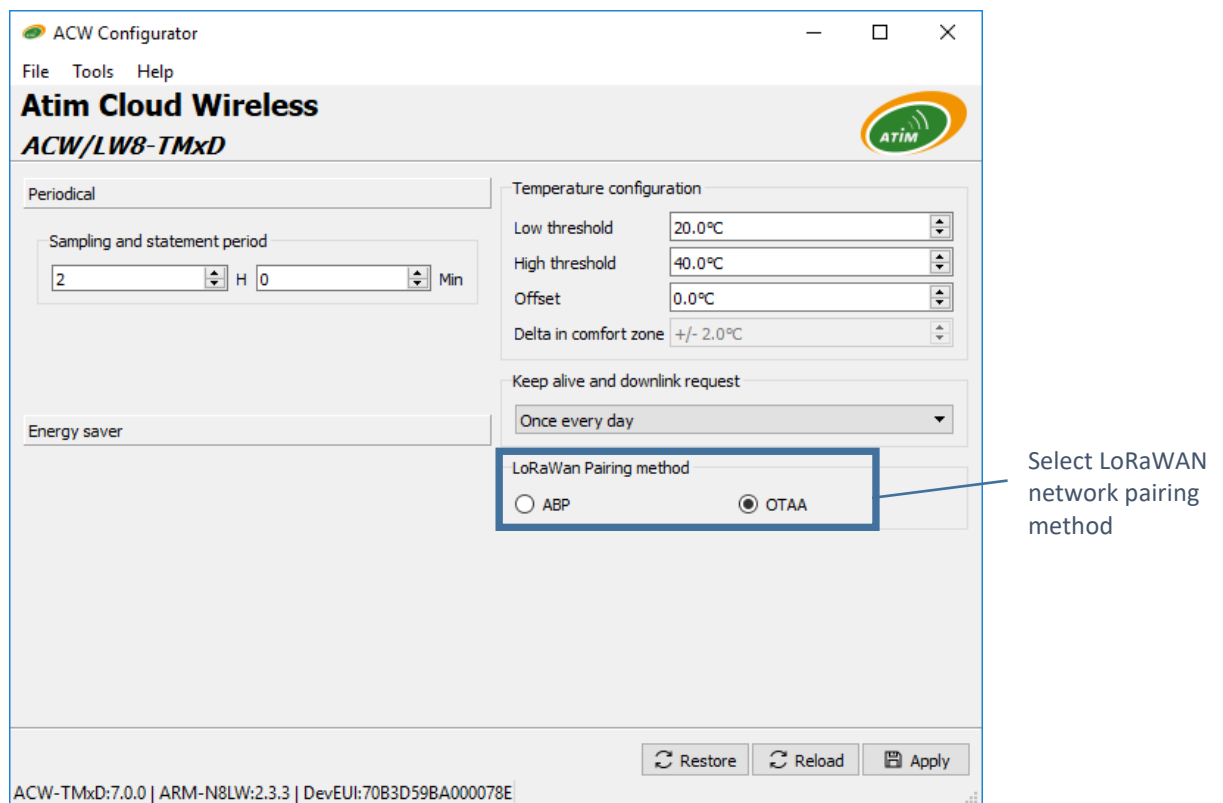 ACW Configurator
File Tools Help
Atim Cloud Wireless
ACW/LW8-TMxD
ATiM
Periodical
Sampling and statement period
2 H 0 Min
Energy saver
Temperature configuration
Low threshold 20.0°C
High threshold 40.0°C
Offset 0.0°C
Delta in comfort zone +/- 2.0°C
Keep alive and downlink request
Once every day
LoRaWan Pairing method
ABP OTAA
Select LoRaWAN
network pairing
method
Restore Reload Apply
ACW-TMxD:7.0.0 | ARM-N8LW:2.3.3 | DevEUI:70B3D59BA000078E